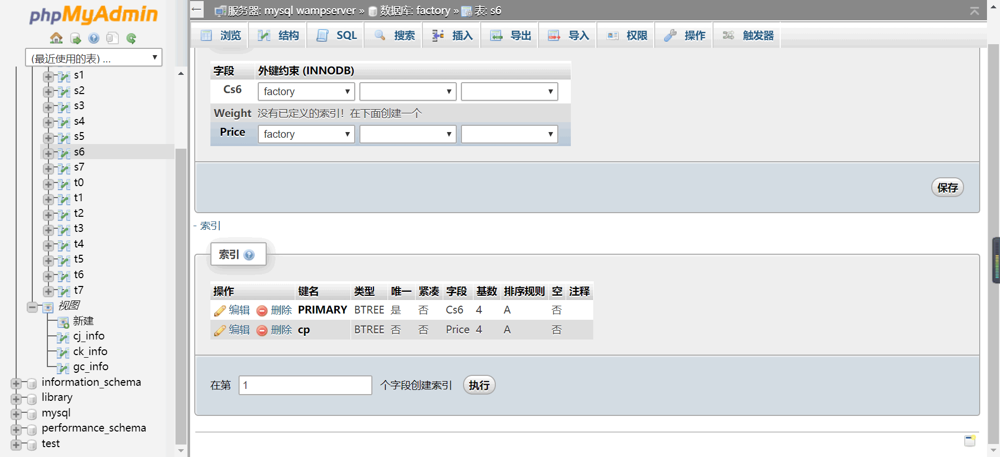 phpMyAdmin
(最近使用的表) ...
s1
s2
s3
s4
s5
s6
s7
t0
t1
t2
t3
t4
t5
t6
t7
视图
新建
cj_info
ck_info
gc_info
information_schema
library
mysql
performance_schema
test
服务器: mysql wampserver » 数据库: factory » 表: s6
浏览 结构 SQL 搜索 插入 导出 导入 权限 操作 触发器
字段 外键约束 (INNODB)
Cs6 factory
Weight 没有已定义的索引！在下面创建一个
Price factory
保存
- 索引
索引
操作 键名 类型 唯一 紧凑 字段 基数 排序规则 空 注释
编辑 删除 PRIMARY BTREE 是 否 Cs6 4 A 否
编辑 删除 cp BTREE 否 否 Price 4 A 否
在第 1 个字段创建索引 执行